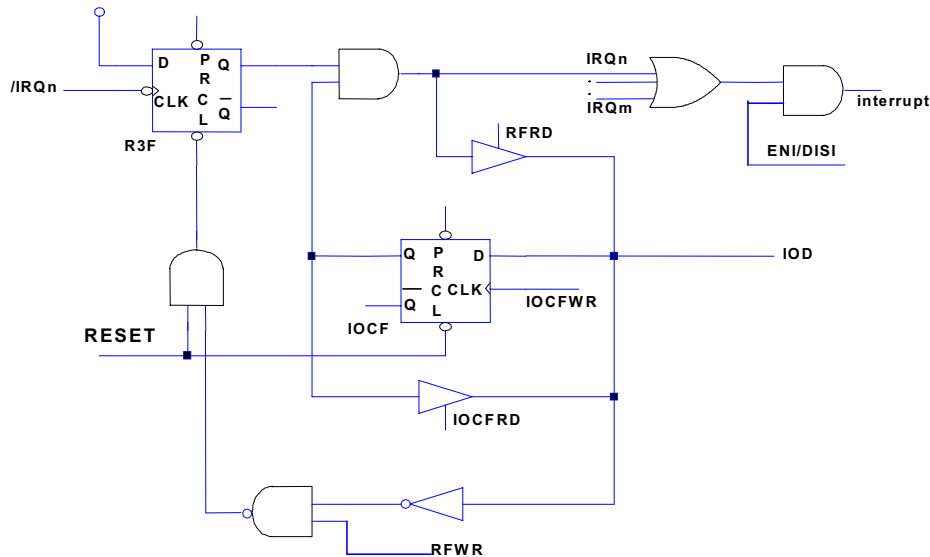 D
P
R
C
L
Q
/IRQn
CLK
Q
R3F
IRQn
IRQm
interrupt
ENI/DISI
RFRD
Q
P
R
C
L
D
CLK
Q
IOCF
IOCFWR
IOD
RESET
IOCFRD
RFWR